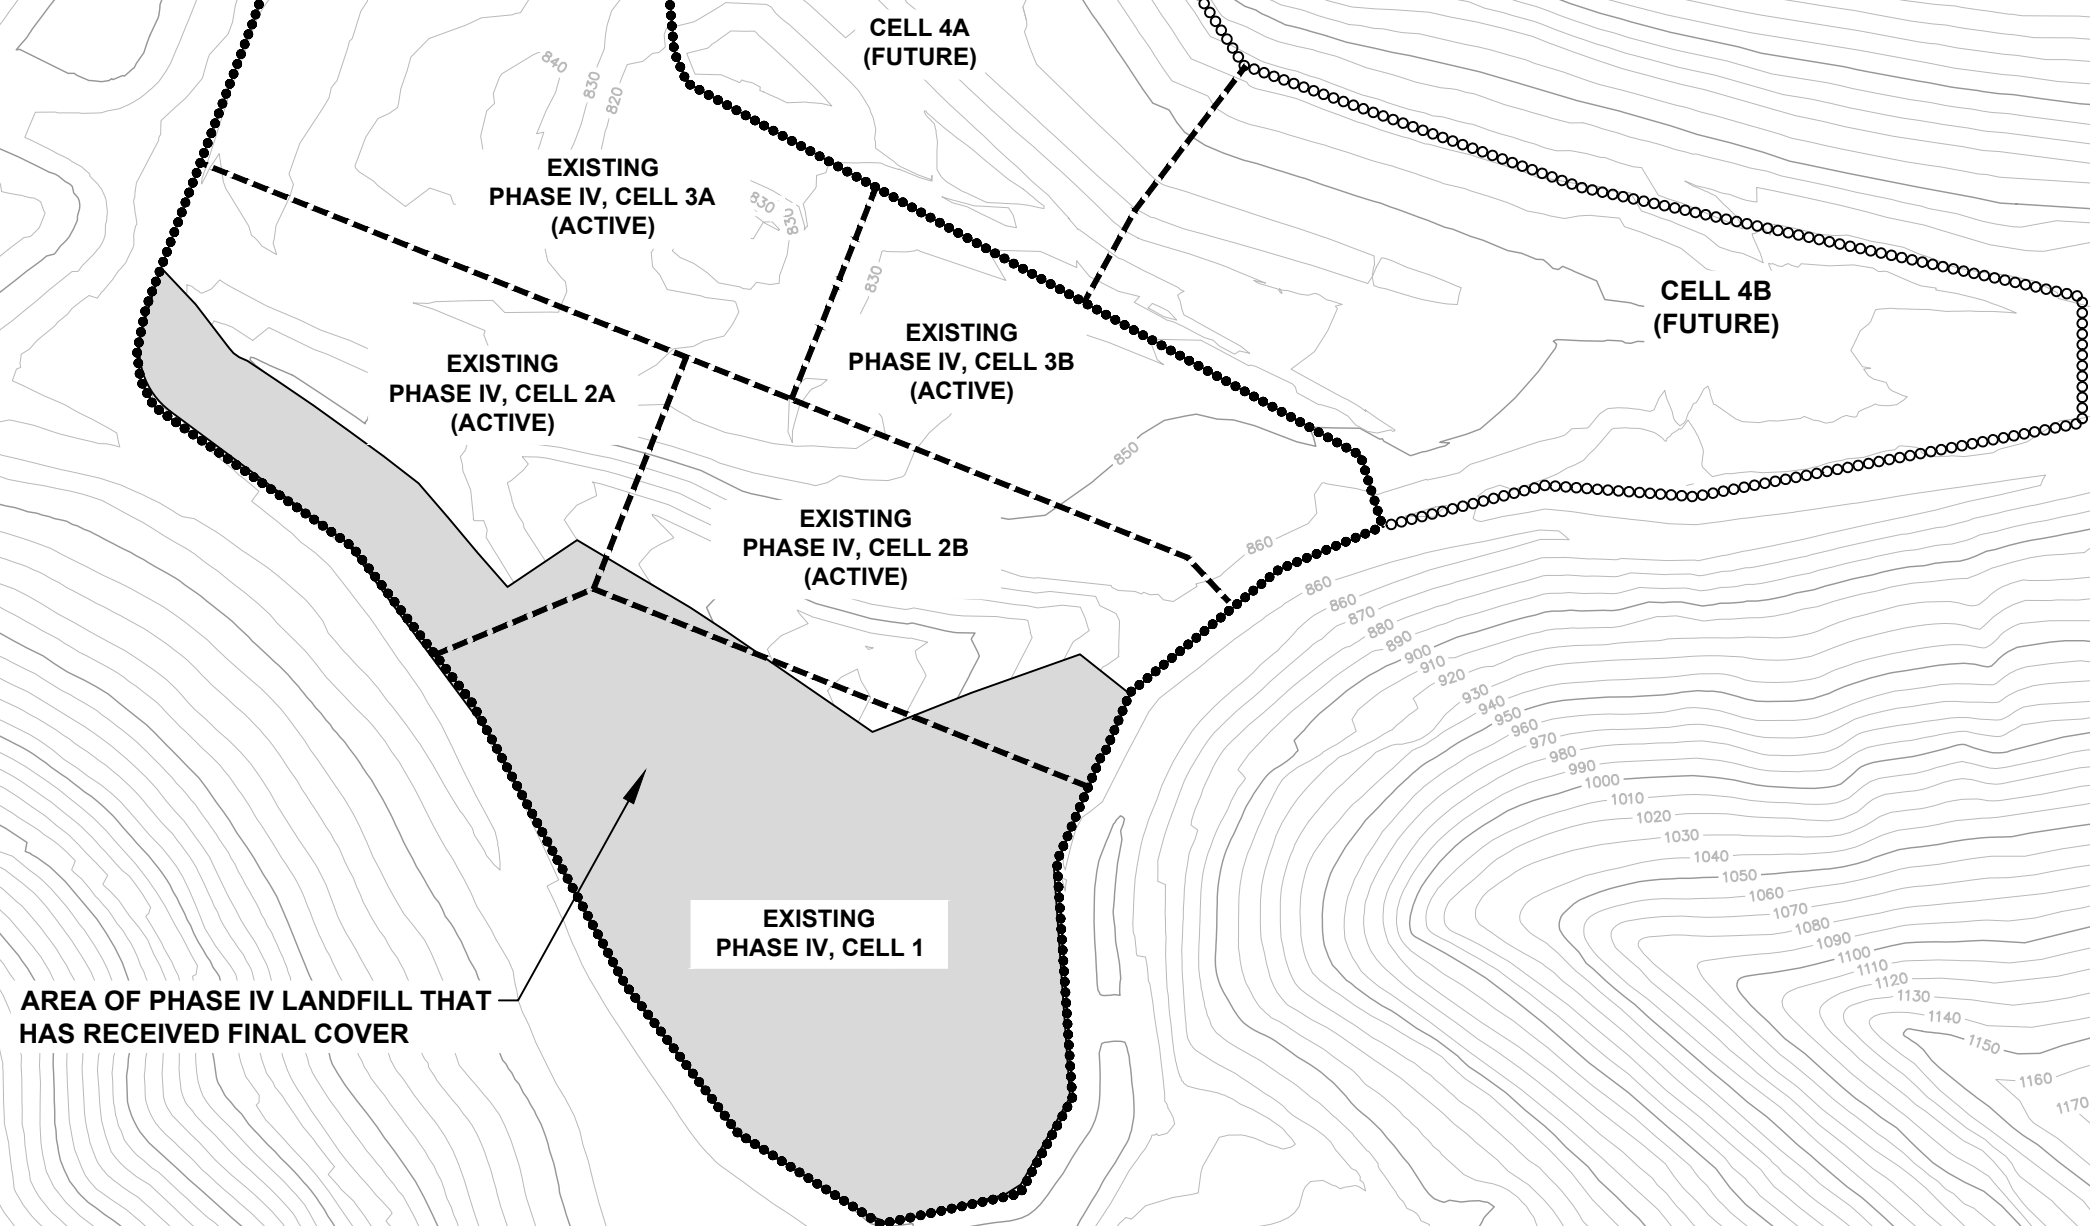 CELL 4A
(FUTURE)
840
830
820
EXISTING
PHASE IV, CELL 3A
(ACTIVE)
830
830
830
CELL 4B
(FUTURE)
EXISTING
PHASE IV, CELL 3B
(ACTIVE)
EXISTING
PHASE IV, CELL 2A
(ACTIVE)
850
EXISTING
PHASE IV, CELL 2B
(ACTIVE)
860
860
860
870
880
890
900
910
920
930
940
950
960
970
980
990
1000
1010
1020
1030
1040
1050
1060
1070
1080
1090
1100
1110
1120
1130
1140
1150
1160
1170
EXISTING
PHASE IV, CELL 1
AREA OF PHASE IV LANDFILL THAT
HAS RECEIVED FINAL COVER